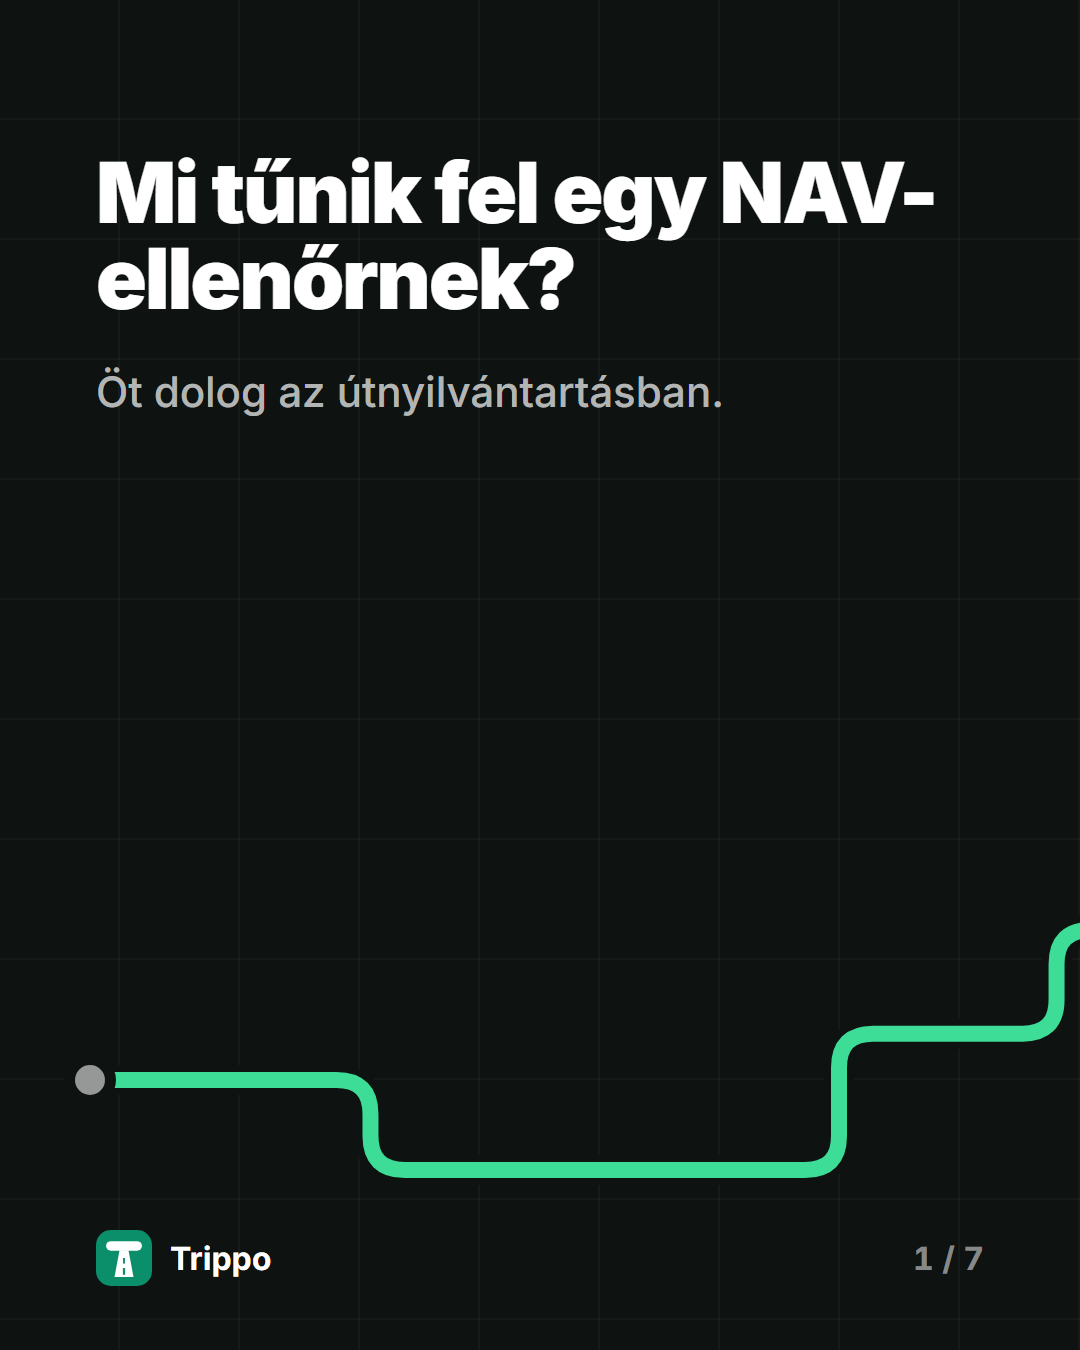 Mi tűnik fel egy NAV-
ellenőrnek?
Öt dolog az útnyilvántartásban.
Trippo
1 / 7